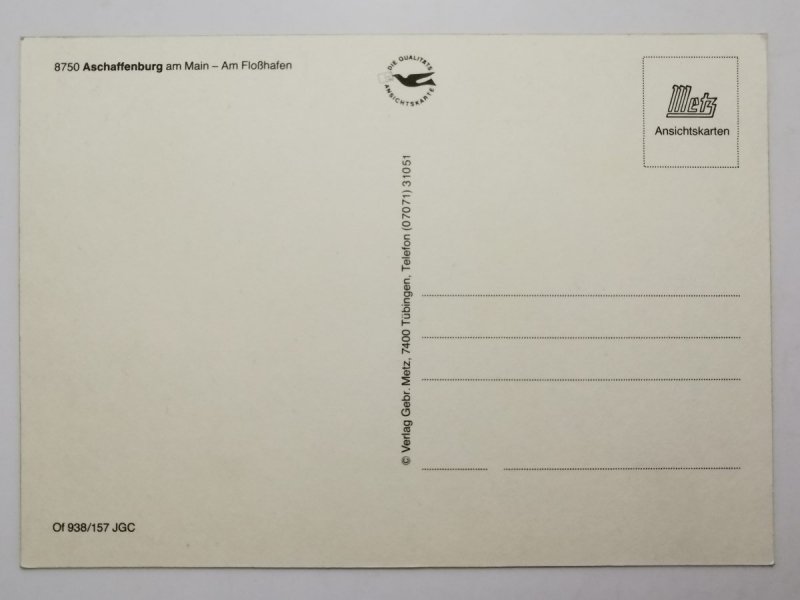 8750 Aschaffenburg am Main – Am Floßhafen
DIE QUALITÄTS
ANSICHTSKARTE
Metz
Ansichtskarten
© Verlag Gebr. Metz, 7400 Tübingen, Telefon (07071) 31051
Of 938/157 JGC